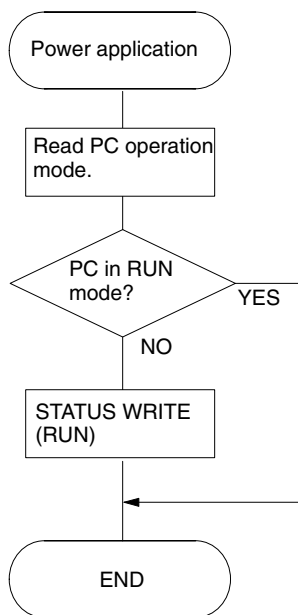 Power application
Read PC operation
mode.
PC in RUN
mode?
YES
NO
STATUS WRITE
(RUN)
END